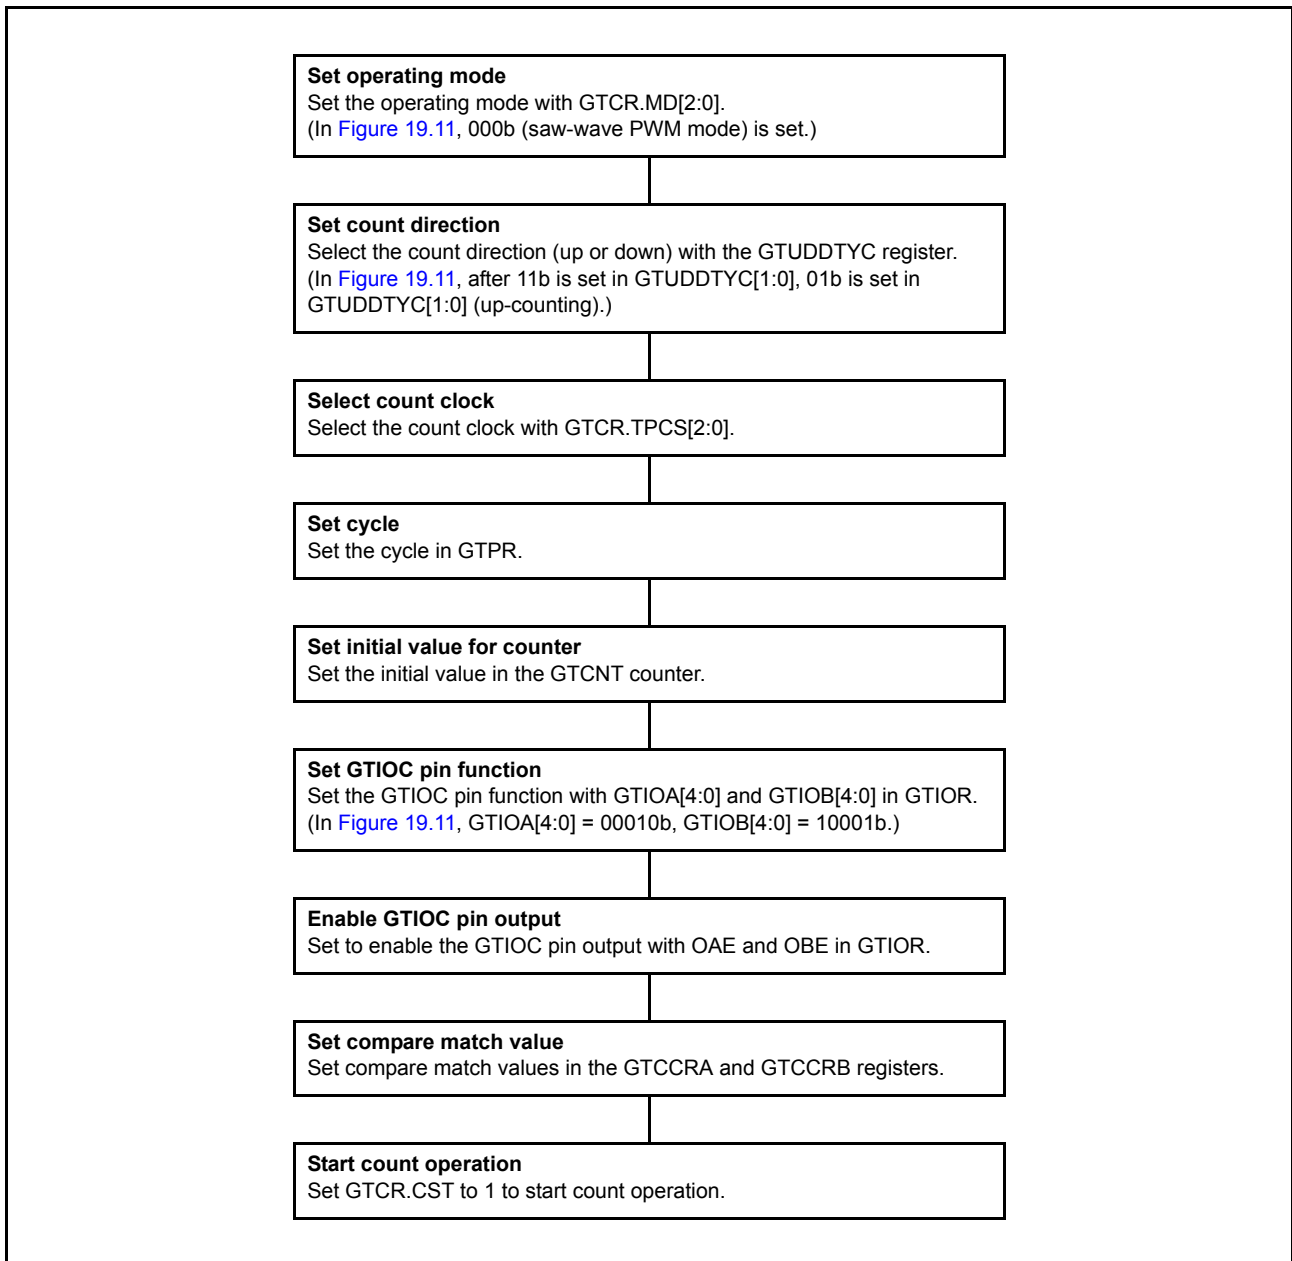 Set operating mode
Set the operating mode with GTCR.MD[2:0].
(In Figure 19.11, 000b (saw-wave PWM mode) is set.)
Set count direction
Select the count direction (up or down) with the GTUDDTYC register.
(In Figure 19.11, after 11b is set in GTUDDTYC[1:0], 01b is set in
GTUDDTYC[1:0] (up-counting).)
Select count clock
Select the count clock with GTCR.TPCS[2:0].
Set cycle
Set the cycle in GTPR.
Set initial value for counter
Set the initial value in the GTCNT counter.
Set GTIOC pin function
Set the GTIOC pin function with GTIOA[4:0] and GTIOB[4:0] in GTIOR.
(In Figure 19.11, GTIOA[4:0] = 00010b, GTIOB[4:0] = 10001b.)
Enable GTIOC pin output
Set to enable the GTIOC pin output with OAE and OBE in GTIOR.
Set compare match value
Set compare match values in the GTCCRA and GTCCRB registers.
Start count operation
Set GTCR.CST to 1 to start count operation.